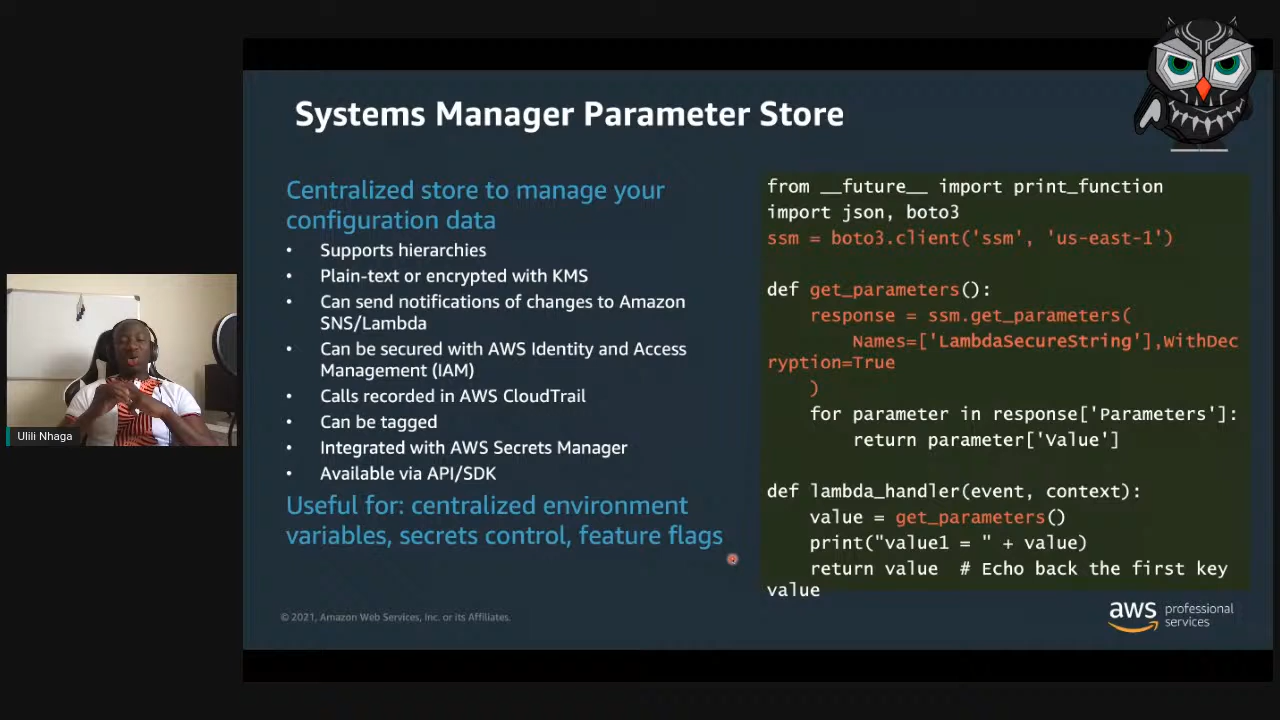 Systems Manager Parameter Store
Centralized store to manage your
configuration data
• Supports hierarchies
• Plain-text or encrypted with KMS
• Can send notifications of changes to Amazon
SNS/Lambda
• Can be secured with AWS Identity and Access
Management (IAM)
• Calls recorded in AWS CloudTrail
• Can be tagged
• Integrated with AWS Secrets Manager
• Available via API/SDK
Useful for: centralized environment
variables, secrets control, feature flags
from __future__ import print_function
import json, boto3
ssm = boto3.client('ssm', 'us-east-1')
def get_parameters():
    response = ssm.get_parameters(
        Names=['LambdaSecureString'],WithDec
ryption=True
    )
    for parameter in response['Parameters']:
        return parameter['Value']
def lambda_handler(event, context):
    value = get_parameters()
    print("value1 = " + value)
    return value  # Echo back the first key
value
© 2021, Amazon Web Services, Inc. or its Affiliates.
aws professional
services
Ulili Nhaga